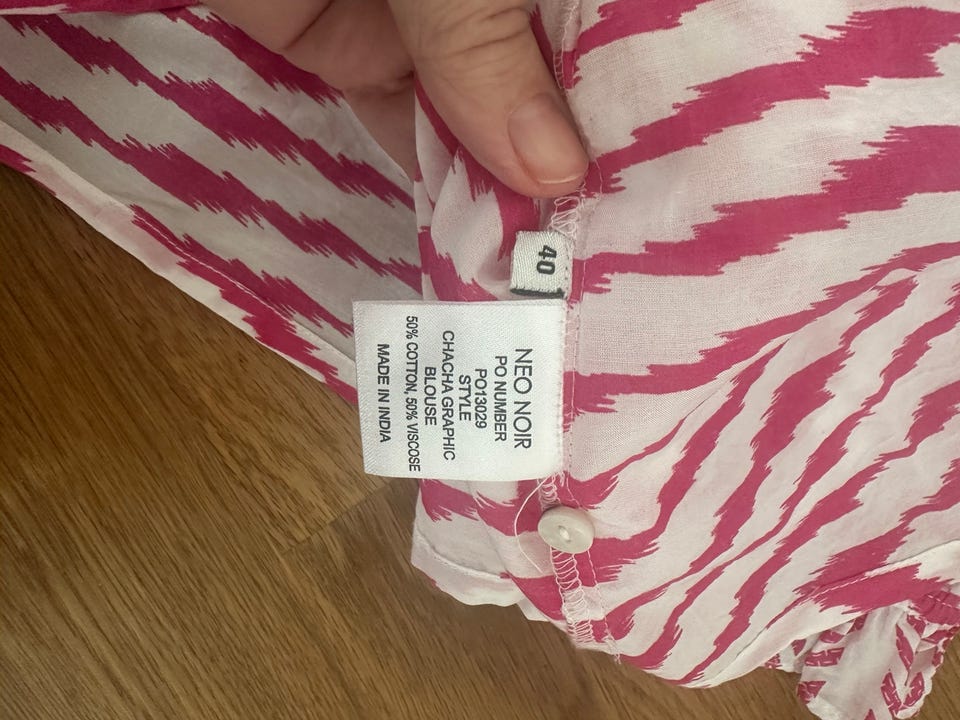 40
NEO NOIR
PO NUMBER
PO13029
STYLE
CHACHA GRAPHIC
BLOUSE
50% COTTON, 50% VISCOSE
MADE IN INDIA